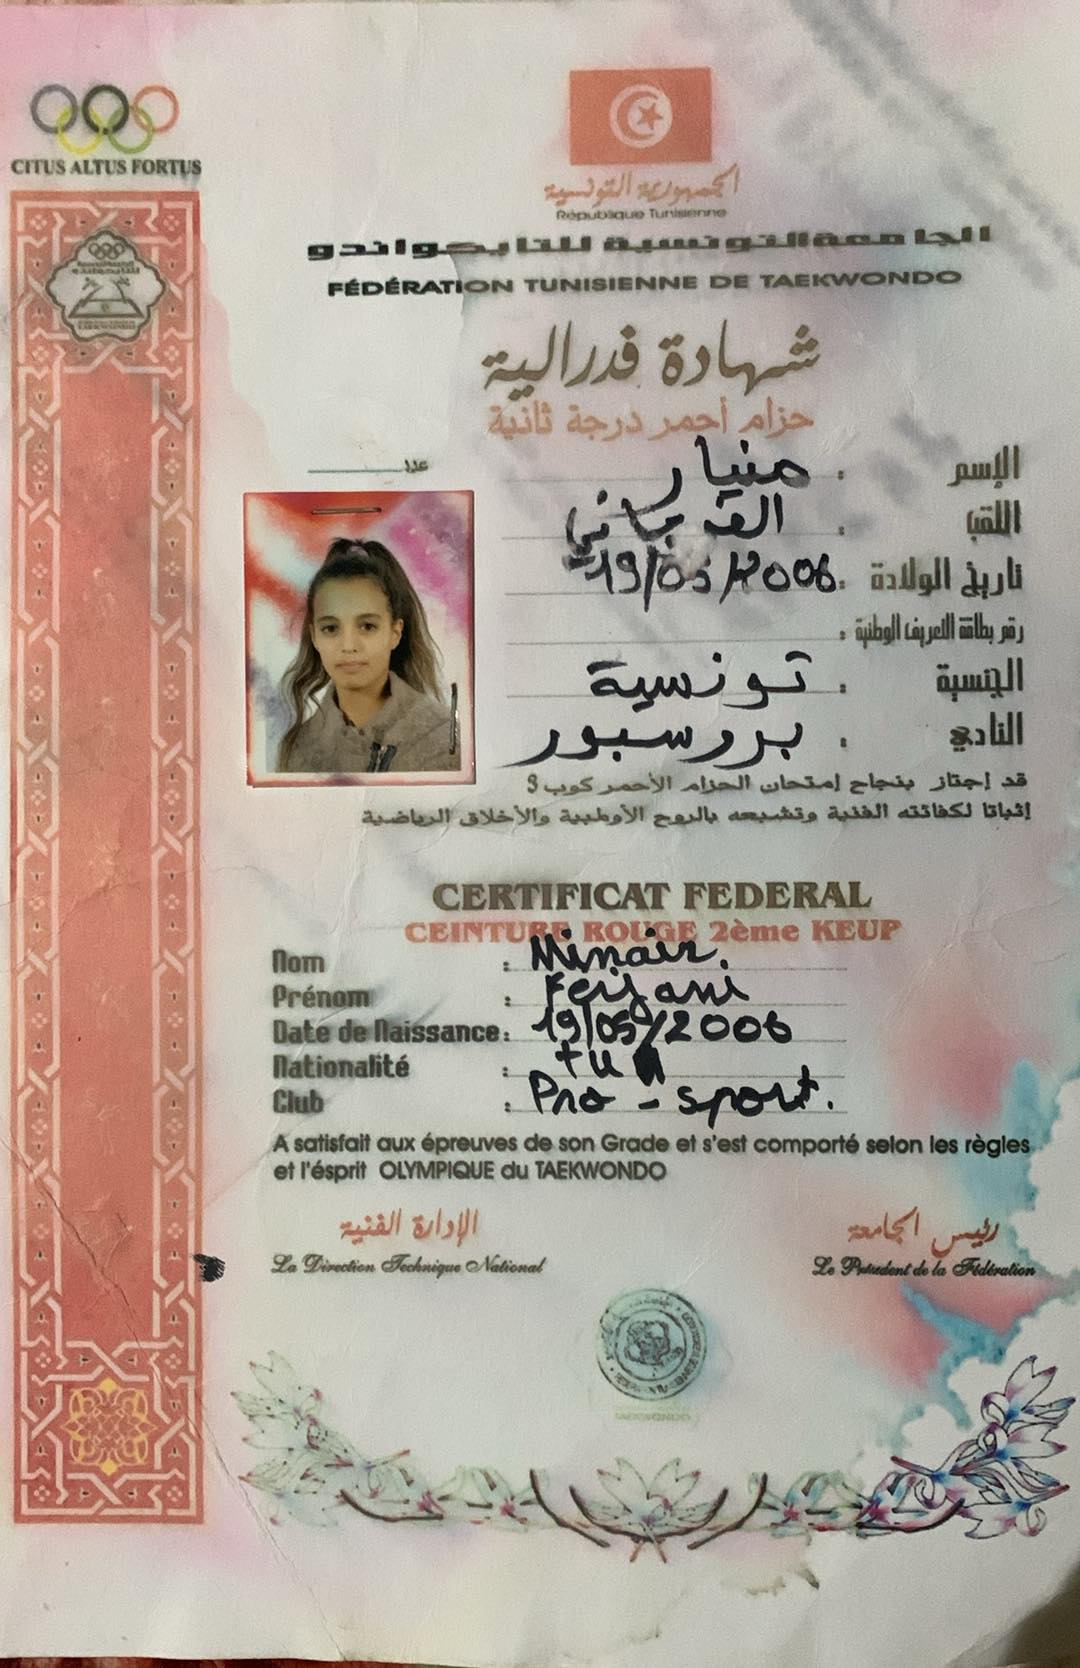 CITUS ALTUS FORTUS
الجمهورية التونسية
République Tunisienne
الجامعة التونسية للتايكواندو
FÉDÉRATION TUNISIENNE DE TAEKWONDO
شهادة فدرالية
حزام أحمر درجة ثانية
عدد
الإسم : منيار
اللقب :
تاريخ الولادة : 19/05/2006
رقم بطاقة التعريف الوطنية :
الجنسية : تونسية
النادي : بروسبور
قد إجتاز بنجاح إمتحان الحزام الأحمر كوب 3
إثباتا لكفائته الفنية وتشبعه بالروح الأولمبية والأخلاق الرياضية
CERTIFICAT FEDERAL
CEINTURE ROUGE 2ème KEUP
Nom : Minair.
Prénom : Ferjani
Date de Naissance : 19/05/2006
Nationalité : tun
Club : Pro - sport.
A satisfait aux épreuves de son Grade et s'est comporté selon les règles
et l'ésprit OLYMPIQUE du TAEKWONDO
الإدارة الفنية رئيس الجامعة
La Direction Technique National Le Président de la Fédération
TAEKWONDO